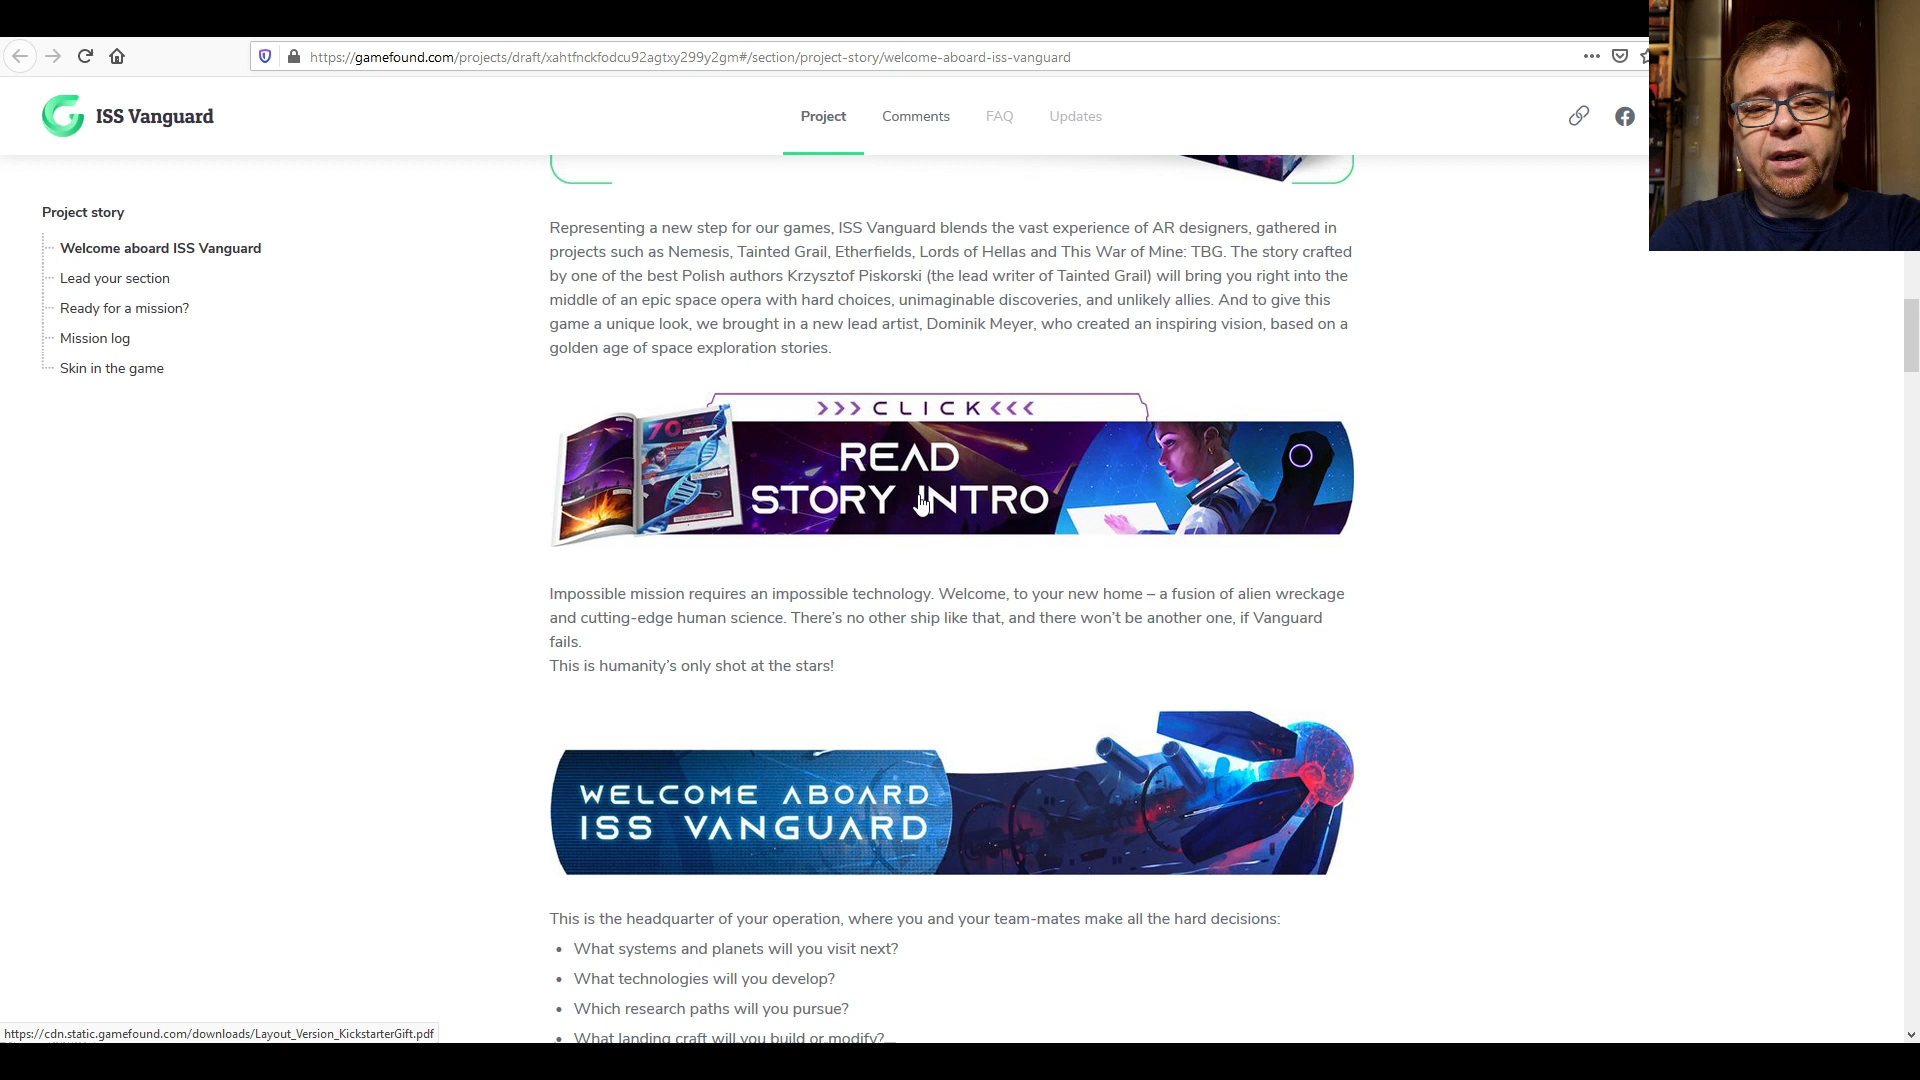 https://gamefound.com/projects/draft/xahtfnckfodcu92agtxy299y2gm#/section/project-story/welcome-aboard-iss-vanguard
ISS Vanguard
Project
Comments
FAQ
Updates
Project story
Welcome aboard ISS Vanguard
Lead your section
Ready for a mission?
Mission log
Skin in the game
Representing a new step for our games, ISS Vanguard blends the vast experience of AR designers, gathered in
projects such as Nemesis, Tainted Grail, Etherfields, Lords of Hellas and This War of Mine: TBG. The story crafted
by one of the best Polish authors Krzysztof Piskorski (the lead writer of Tainted Grail) will bring you right into the
middle of an epic space opera with hard choices, unimaginable discoveries, and unlikely allies. And to give this
game a unique look, we brought in a new lead artist, Dominik Meyer, who created an inspiring vision, based on a
golden age of space exploration stories.
>>> CLICK <<<
70
READ
STORY INTRO
Impossible mission requires an impossible technology. Welcome, to your new home – a fusion of alien wreckage
and cutting-edge human science. There’s no other ship like that, and there won’t be another one, if Vanguard
fails.
This is humanity’s only shot at the stars!
WELCOME ABOARD
ISS VANGUARD
This is the headquarter of your operation, where you and your team-mates make all the hard decisions:
• What systems and planets will you visit next?
• What technologies will you develop?
• Which research paths will you pursue?
• What landing craft will you build or modify?
https://cdn.static.gamefound.com/downloads/Layout_Version_KickstarterGift.pdf